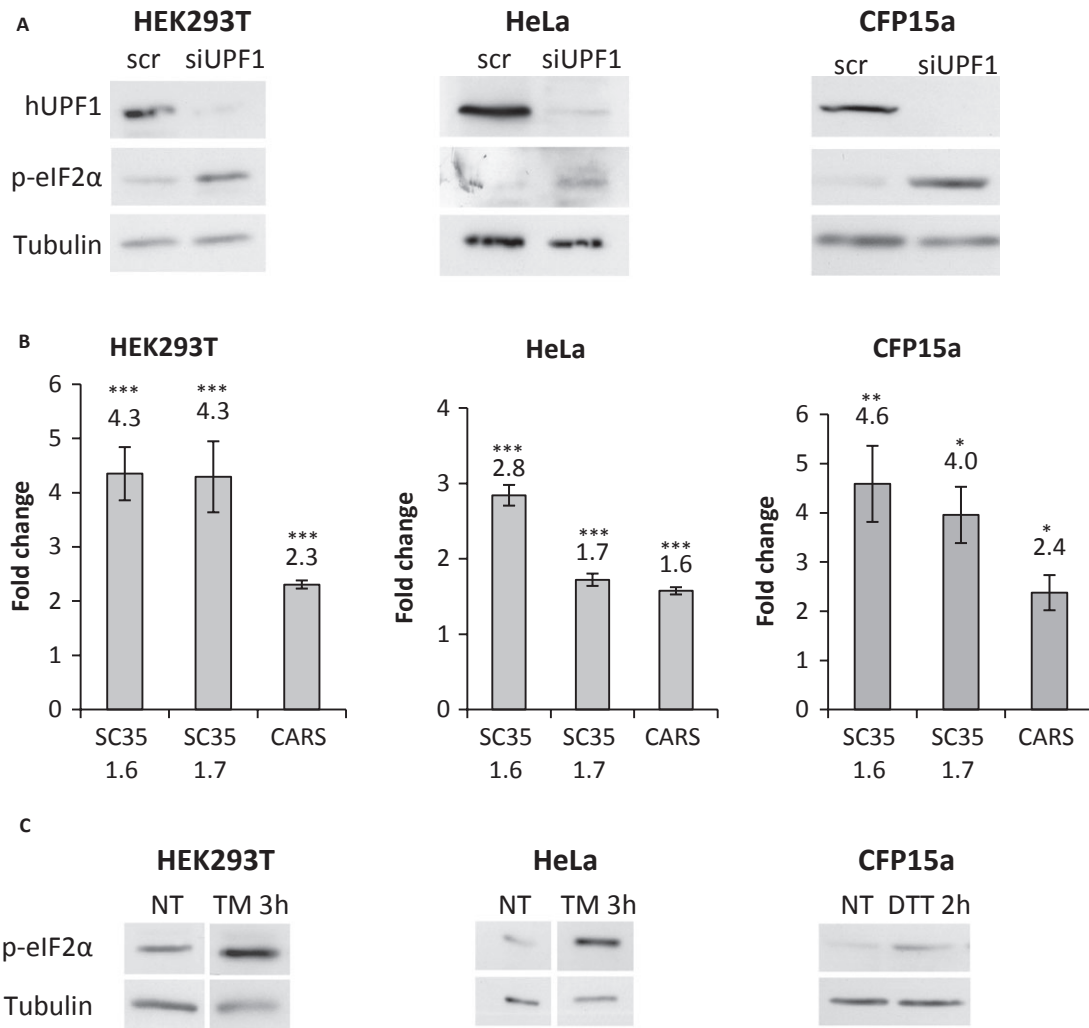 A
HEK293T HeLa CFP15a
scr siUPF1 scr siUPF1 scr siUPF1
hUPF1
p-eIF2α
Tubulin
B
HEK293T HeLa CFP15a
Fold change
6
5
4
3
2
1
0
***
4.3
***
4.3
***
2.3
SC35 SC35 CARS
1.6 1.7
Fold change
4
3
2
1
0
***
2.8
***
1.7
***
1.6
SC35 SC35 CARS
1.6 1.7
Fold change
6
5
4
3
2
1
0
**
4.6
*
4.0
*
2.4
SC35 SC35 CARS
1.6 1.7
C
HEK293T HeLa CFP15a
NT TM 3h NT TM 3h NT DTT 2h
p-eIF2α
Tubulin